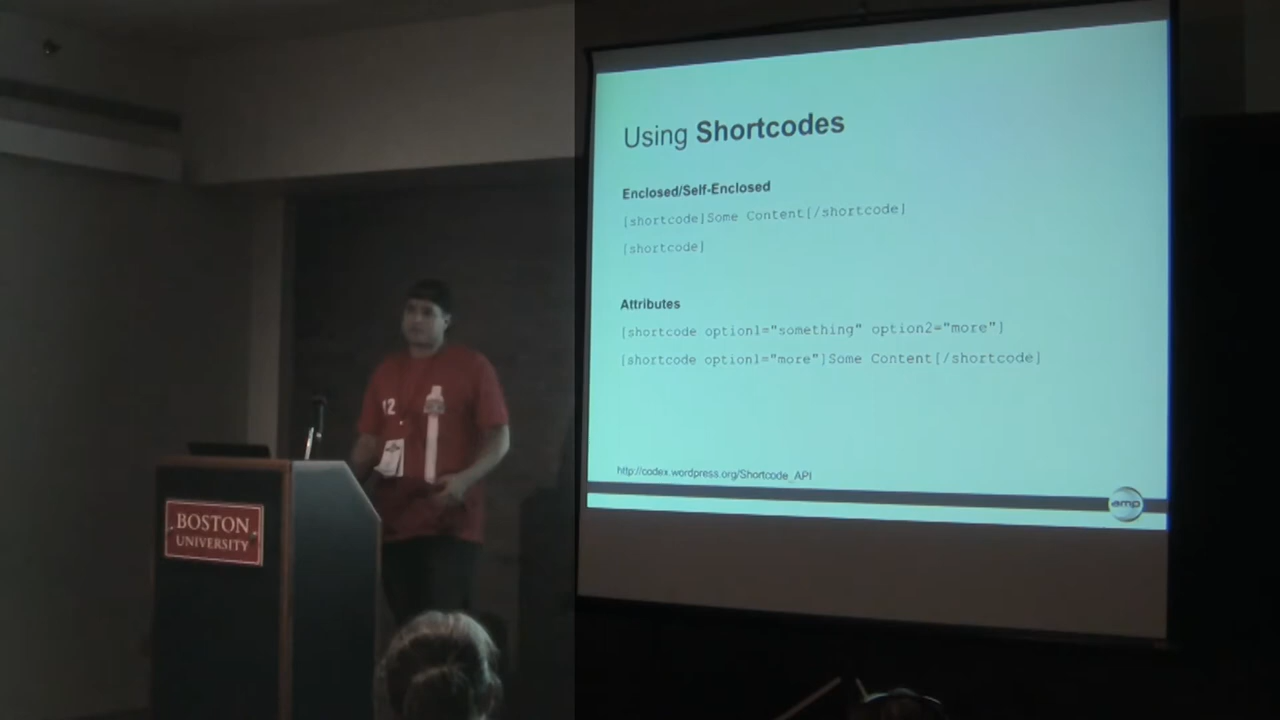 Using Shortcodes
Enclosed/Self-Enclosed
[shortcode]Some Content[/shortcode]
[shortcode]
Attributes
[shortcode option1="something" option2="more"]
[shortcode option1="more"]Some Content[/shortcode]
http://codex.wordpress.org/Shortcode_API
amp
12
BOSTON
UNIVERSITY